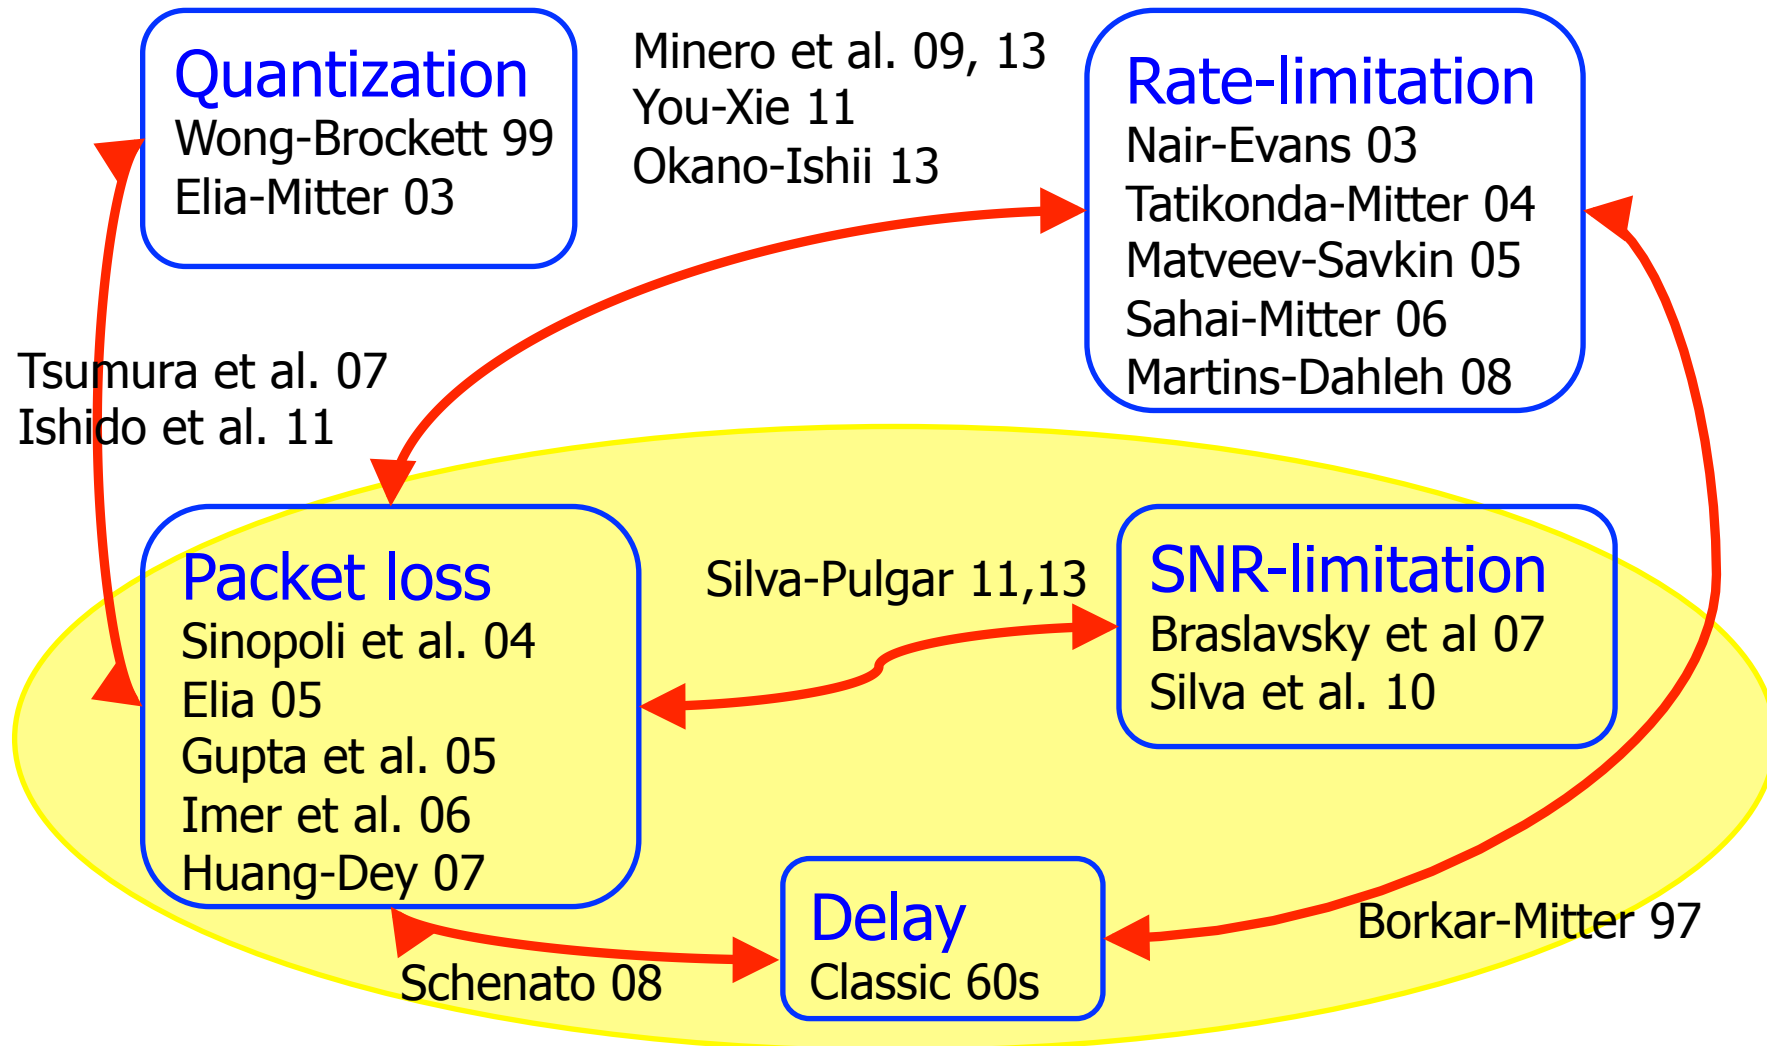 Quantization
Wong-Brockett 99
Elia-Mitter 03
Minero et al. 09, 13
You-Xie 11
Okano-Ishii 13
Rate-limitation
Nair-Evans 03
Tatikonda-Mitter 04
Matveev-Savkin 05
Sahai-Mitter 06
Martins-Dahleh 08
Tsumura et al. 07
Ishido et al. 11
Packet loss
Sinopoli et al. 04
Elia 05
Gupta et al. 05
Imer et al. 06
Huang-Dey 07
Silva-Pulgar 11,13
SNR-limitation
Braslavsky et al 07
Silva et al. 10
Delay
Classic 60s
Schenato 08
Borkar-Mitter 97